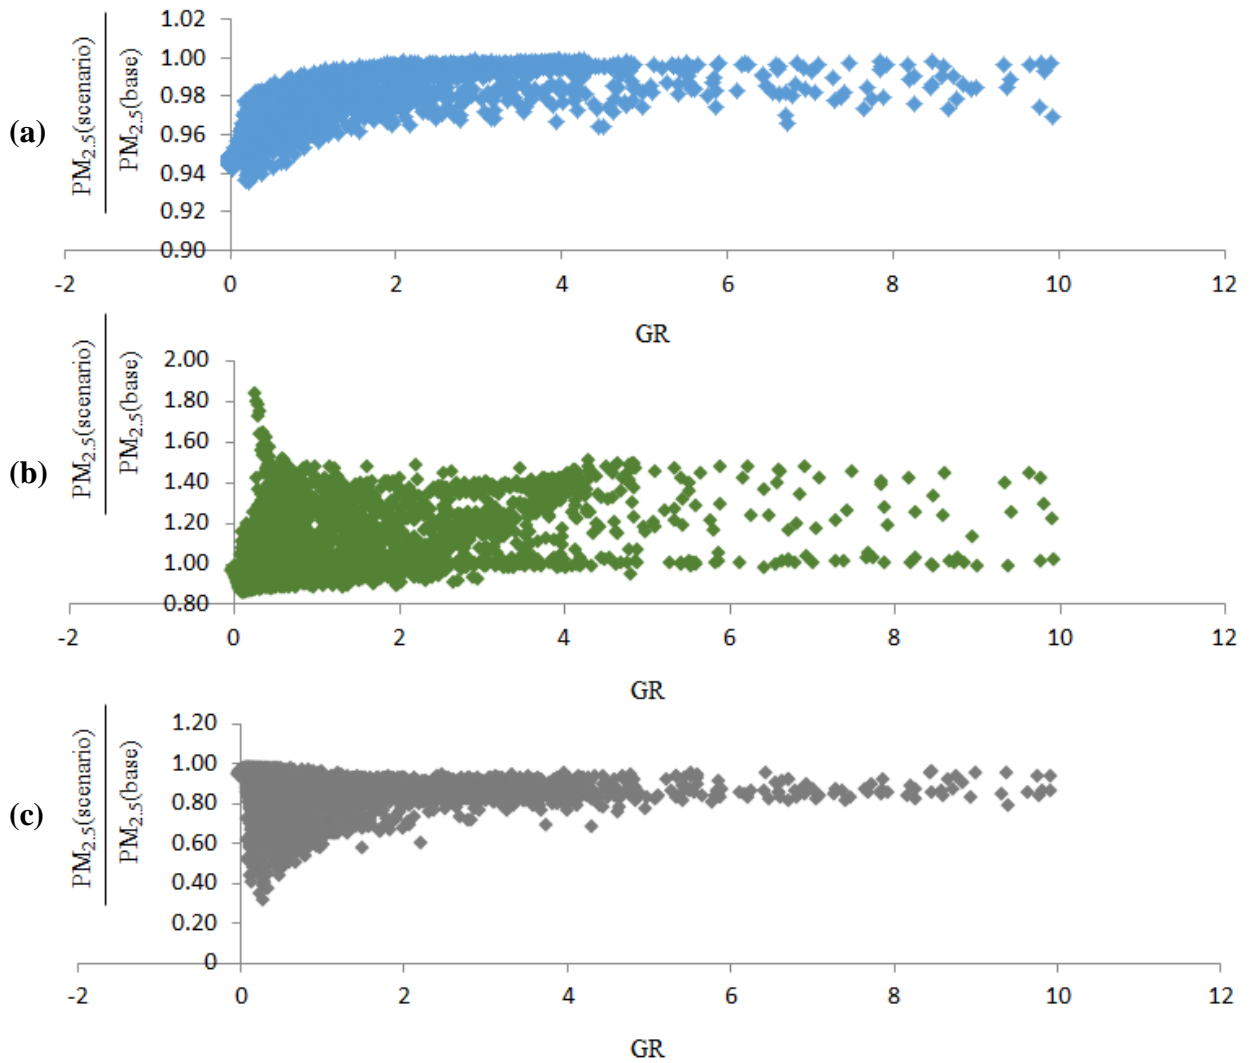 (a)
PM2.5(scenario)
PM2.5(base)
1.02
1.00
0.98
0.96
0.94
0.92
0.90
-2 0 2 4 6 8 10 12
GR
(b)
PM2.5(scenario)
PM2.5(base)
2.00
1.80
1.60
1.40
1.20
1.00
0.80
-2 0 2 4 6 8 10 12
GR
(c)
PM2.5(scenario)
PM2.5(base)
1.20
1.00
0.80
0.60
0.40
0.20
0
-2 0 2 4 6 8 10 12
GR